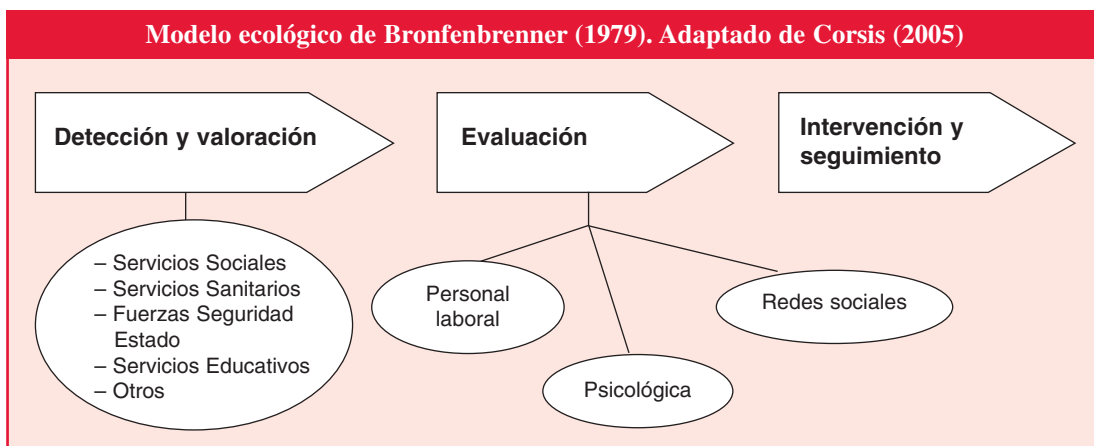 Modelo ecológico de Bronfenbrenner (1979). Adaptado de Corsis (2005)
Detección y valoración
Evaluación
Intervención y
seguimiento
– Servicios Sociales
– Servicios Sanitarios
– Fuerzas Seguridad
Estado
– Servicios Educativos
– Otros
Personal
laboral
Psicológica
Redes sociales